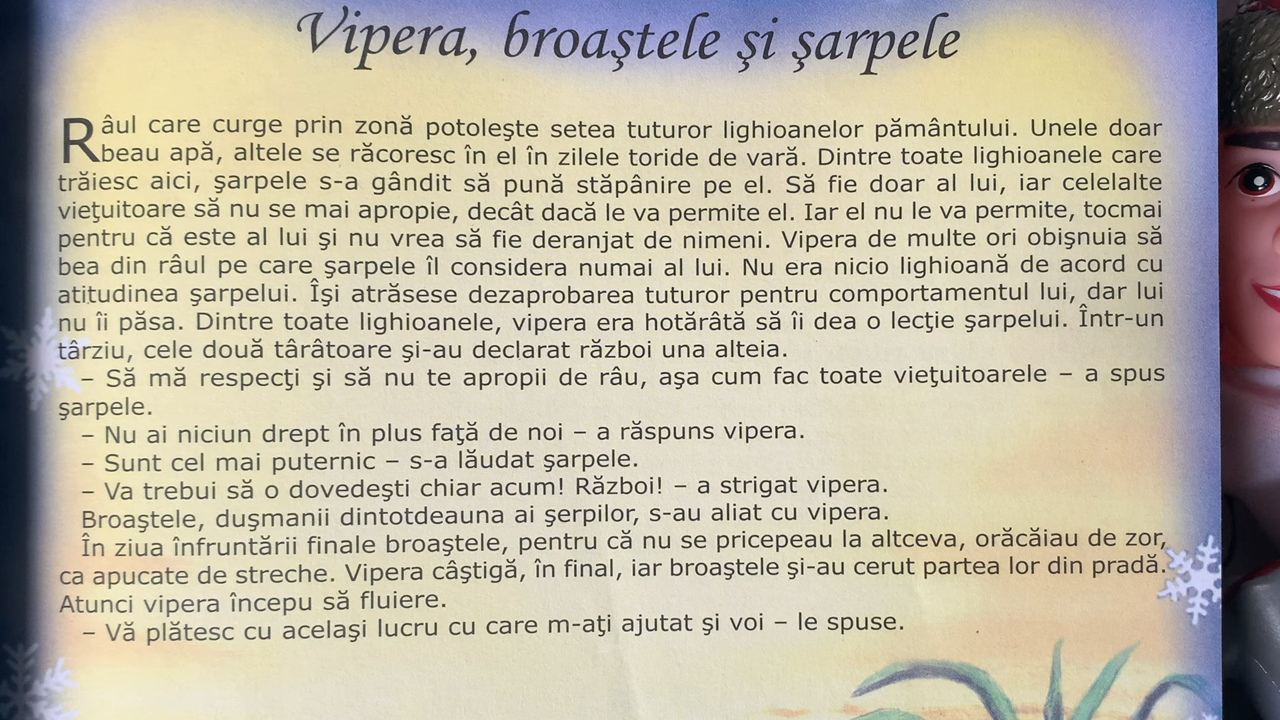 Vipera, broaştele şi şarpele
Râul care curge prin zonă potoleşte setea tuturor lighioanelor pământului. Unele doar
beau apă, altele se răcoresc în el în zilele toride de vară. Dintre toate lighioanele care
trăiesc aici, şarpele s-a gândit să pună stăpânire pe el. Să fie doar al lui, iar celelalte
vieţuitoare să nu se mai apropie, decât dacă le va permite el. Iar el nu le va permite, tocmai
pentru că este al lui şi nu vrea să fie deranjat de nimeni. Vipera de multe ori obişnuia să
bea din râul pe care şarpele îl considera numai al lui. Nu era nicio lighioană de acord cu
atitudinea şarpelui. Îşi atrăsese dezaprobarea tuturor pentru comportamentul lui, dar lui
nu îi păsa. Dintre toate lighioanele, vipera era hotărâtă să îi dea o lecţie şarpelui. Într-un
târziu, cele două târâtoare şi-au declarat război una alteia.
– Să mă respecţi şi să nu te apropii de râu, aşa cum fac toate vieţuitoarele – a spus
şarpele.
– Nu ai niciun drept în plus faţă de noi – a răspuns vipera.
– Sunt cel mai puternic – s-a lăudat şarpele.
– Va trebui să o dovedeşti chiar acum! Război! – a strigat vipera.
Broaştele, duşmanii dintotdeauna ai şerpilor, s-au aliat cu vipera.
În ziua înfruntării finale broaştele, pentru că nu se pricepeau la altceva, orăcăiau de zor,
ca apucate de streche. Vipera câştigă, în final, iar broaştele şi-au cerut partea lor din pradă.
Atunci vipera începu să fluiere.
– Vă plătesc cu acelaşi lucru cu care m-aţi ajutat şi voi – le spuse.